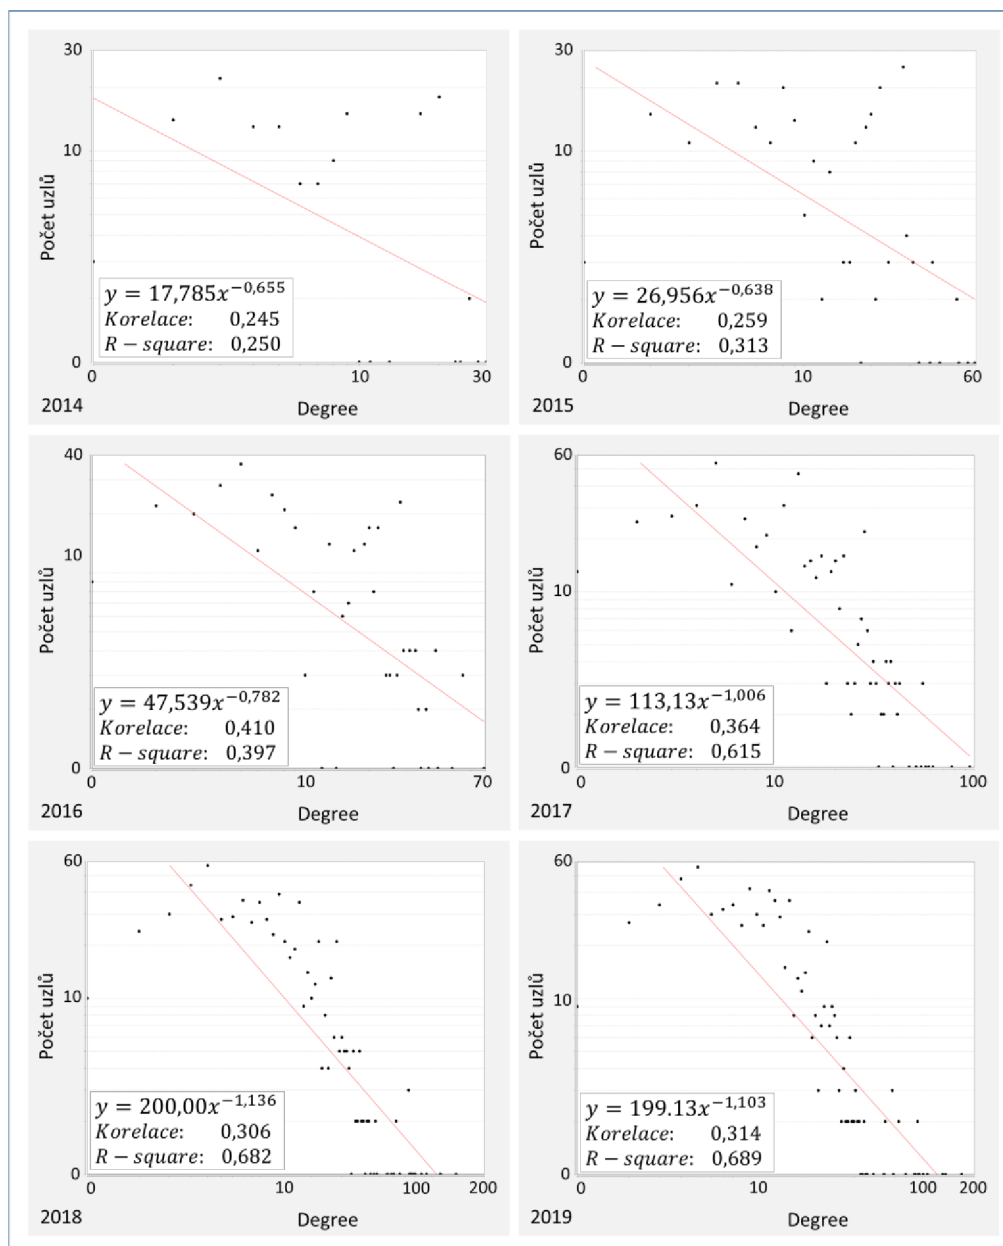 30
10
0
Počet uzlů
y = 17,785x^−0,655
Korelace: 0,245
R − square: 0,250
0 10 30
2014 Degree
30
10
0
Počet uzlů
y = 26,956x^−0,638
Korelace: 0,259
R − square: 0,313
0 10 60
2015 Degree
40
10
0
Počet uzlů
y = 47,539x^−0,782
Korelace: 0,410
R − square: 0,397
0 10 70
2016 Degree
60
10
0
Počet uzlů
y = 113,13x^−1,006
Korelace: 0,364
R − square: 0,615
0 10 100
2017 Degree
60
10
0
Počet uzlů
y = 200,00x^−1,136
Korelace: 0,306
R − square: 0,682
0 10 100 200
2018 Degree
60
10
0
Počet uzlů
y = 199.13x^−1,103
Korelace: 0,314
R − square: 0,689
0 10 100 200
2019 Degree